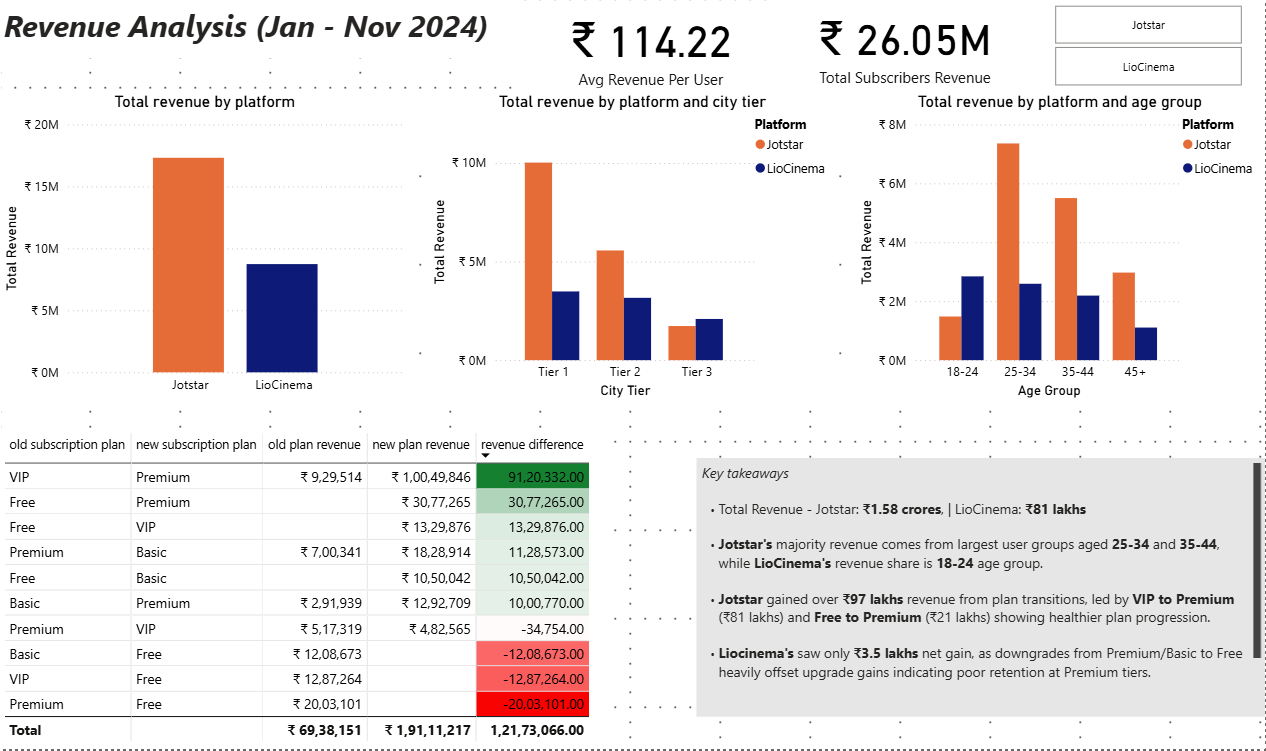 Revenue Analysis (Jan - Nov 2024)
₹ 114.22
Avg Revenue Per User
₹ 26.05M
Total Subscribers Revenue
Jotstar
LioCinema
Total revenue by platform
₹ 20M
₹ 15M
₹ 10M
₹ 5M
₹ 0M
Total Revenue
Jotstar LioCinema
Total revenue by platform and city tier
Platform
Jotstar
LioCinema
₹ 10M
₹ 5M
₹ 0M
Total Revenue
Tier 1 Tier 2 Tier 3
City Tier
Total revenue by platform and age group
Platform
Jotstar
LioCinema
₹ 8M
₹ 6M
₹ 4M
₹ 2M
₹ 0M
Total Revenue
18-24 25-34 35-44 45+
Age Group
old subscription plan new subscription plan old plan revenue new plan revenue revenue difference
VIP Premium ₹ 9,29,514 ₹ 1,00,49,846 91,20,332.00
Free Premium ₹ 30,77,265 30,77,265.00
Free VIP ₹ 13,29,876 13,29,876.00
Premium Basic ₹ 7,00,341 ₹ 18,28,914 11,28,573.00
Free Basic ₹ 10,50,042 10,50,042.00
Basic Premium ₹ 2,91,939 ₹ 12,92,709 10,00,770.00
Premium VIP ₹ 5,17,319 ₹ 4,82,565 -34,754.00
Basic Free ₹ 12,08,673 -12,08,673.00
VIP Free ₹ 12,87,264 -12,87,264.00
Premium Free ₹ 20,03,101 -20,03,101.00
Total ₹ 69,38,151 ₹ 1,91,11,217 1,21,73,066.00
Key takeaways
• Total Revenue - Jotstar: ₹1.58 crores, | LioCinema: ₹81 lakhs
• Jotstar's majority revenue comes from largest user groups aged 25-34 and 35-44,
while LioCinema's revenue share is 18-24 age group.
• Jotstar gained over ₹97 lakhs revenue from plan transitions, led by VIP to Premium
(₹81 lakhs) and Free to Premium (₹21 lakhs) showing healthier plan progression.
• Liocinema's saw only ₹3.5 lakhs net gain, as downgrades from Premium/Basic to Free
heavily offset upgrade gains indicating poor retention at Premium tiers.